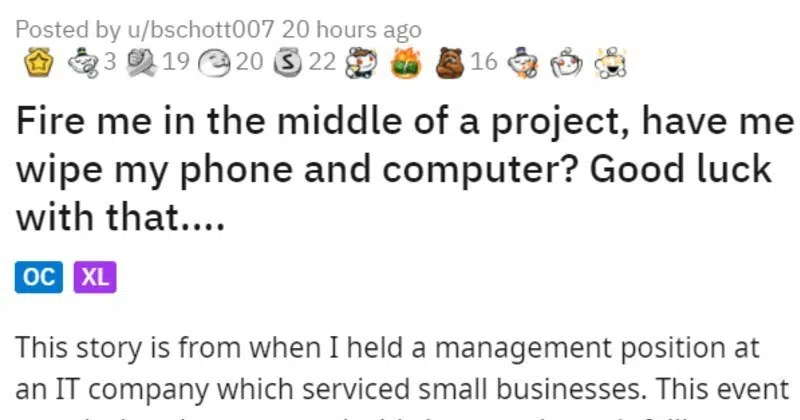 Posted by u/bschott007 20 hours ago
3 19 20 S 22 16
Fire me in the middle of a project, have me
wipe my phone and computer? Good luck
with that....
OC XL
This story is from when I held a management position at
an IT company which serviced small businesses. This event